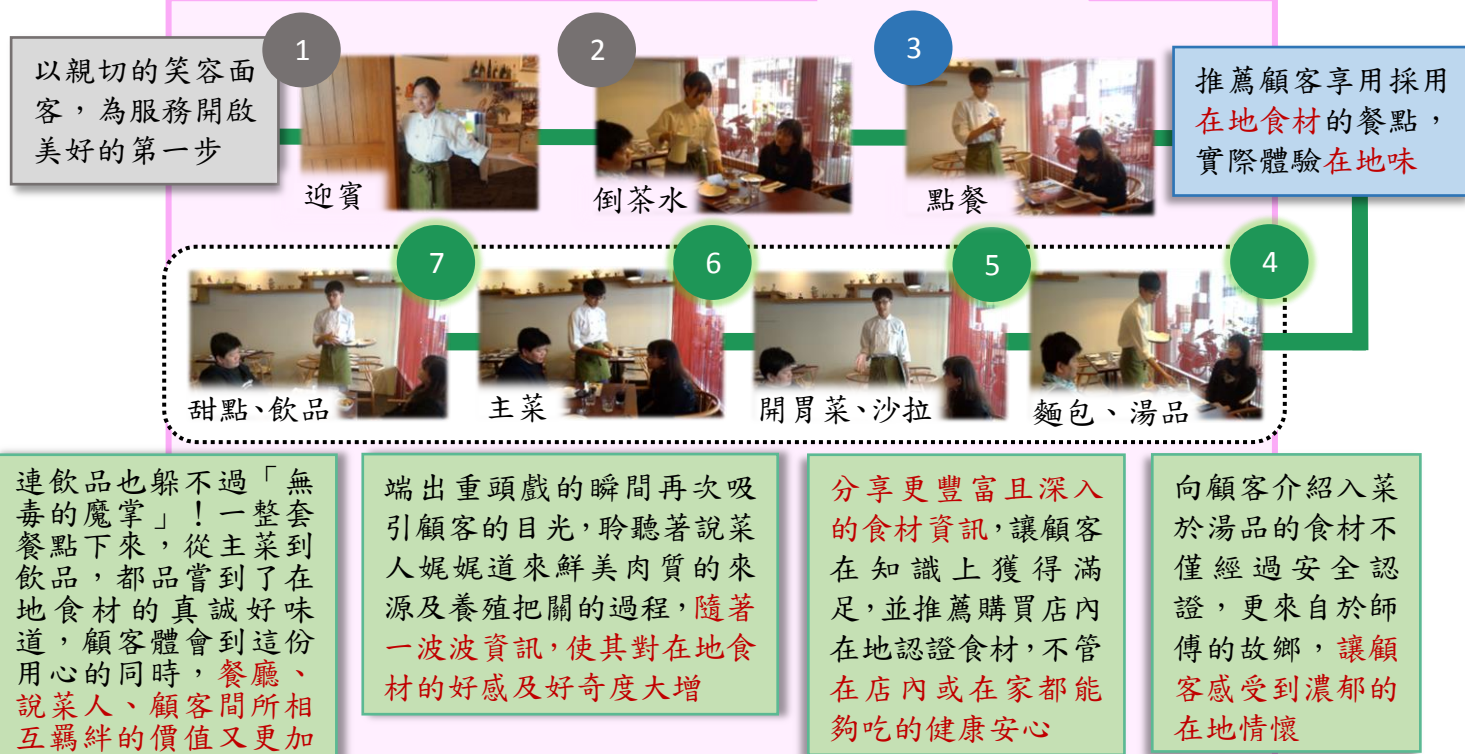 以親切的笑容面
客，為服務開啟
美好的第一步
1
迎賓
2
倒茶水
3
點餐
推薦顧客享用採用
在地食材的餐點，
實際體驗在地味
4
麵包、湯品
5
開胃菜、沙拉
6
主菜
7
甜點、飲品
向顧客介紹入菜
於湯品的食材不
僅經過安全認
證，更來自於師
傅的故鄉，讓顧
客感受到濃郁的
在地情懷
分享更豐富且深入
的食材資訊，讓顧客
在知識上獲得滿
足，並推薦購買店內
在地認證食材，不管
在店內或在家都能
夠吃的健康安心
端出重頭戲的瞬間再次吸
引顧客的目光，聆聽著說菜
人娓娓道來鮮美肉質的來
源及養殖把關的過程，隨著
一波波資訊，使其對在地食
材的好感及好奇度大增
連飲品也躲不過「無
毒的魔掌」！一整套
餐點下來，從主菜到
飲品，都品嘗到了在
地食材的真誠好味
道，顧客體會到這份
用心的同時，餐廳、
說菜人、顧客間所相
互羈絆的價值又更加